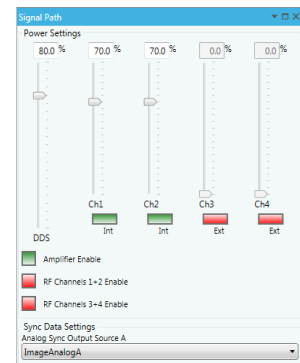 Signal Path
Power Settings
80.0 % 70.0 % 70.0 % 0.0 % 0.0 %
Ch1 Ch2 Ch3 Ch4
DDS Int Int Ext Ext
Amplifier Enable
RF Channels 1+2 Enable
RF Channels 3+4 Enable
Sync Data Settings
Analog Sync Output Source A
ImageAnalogA